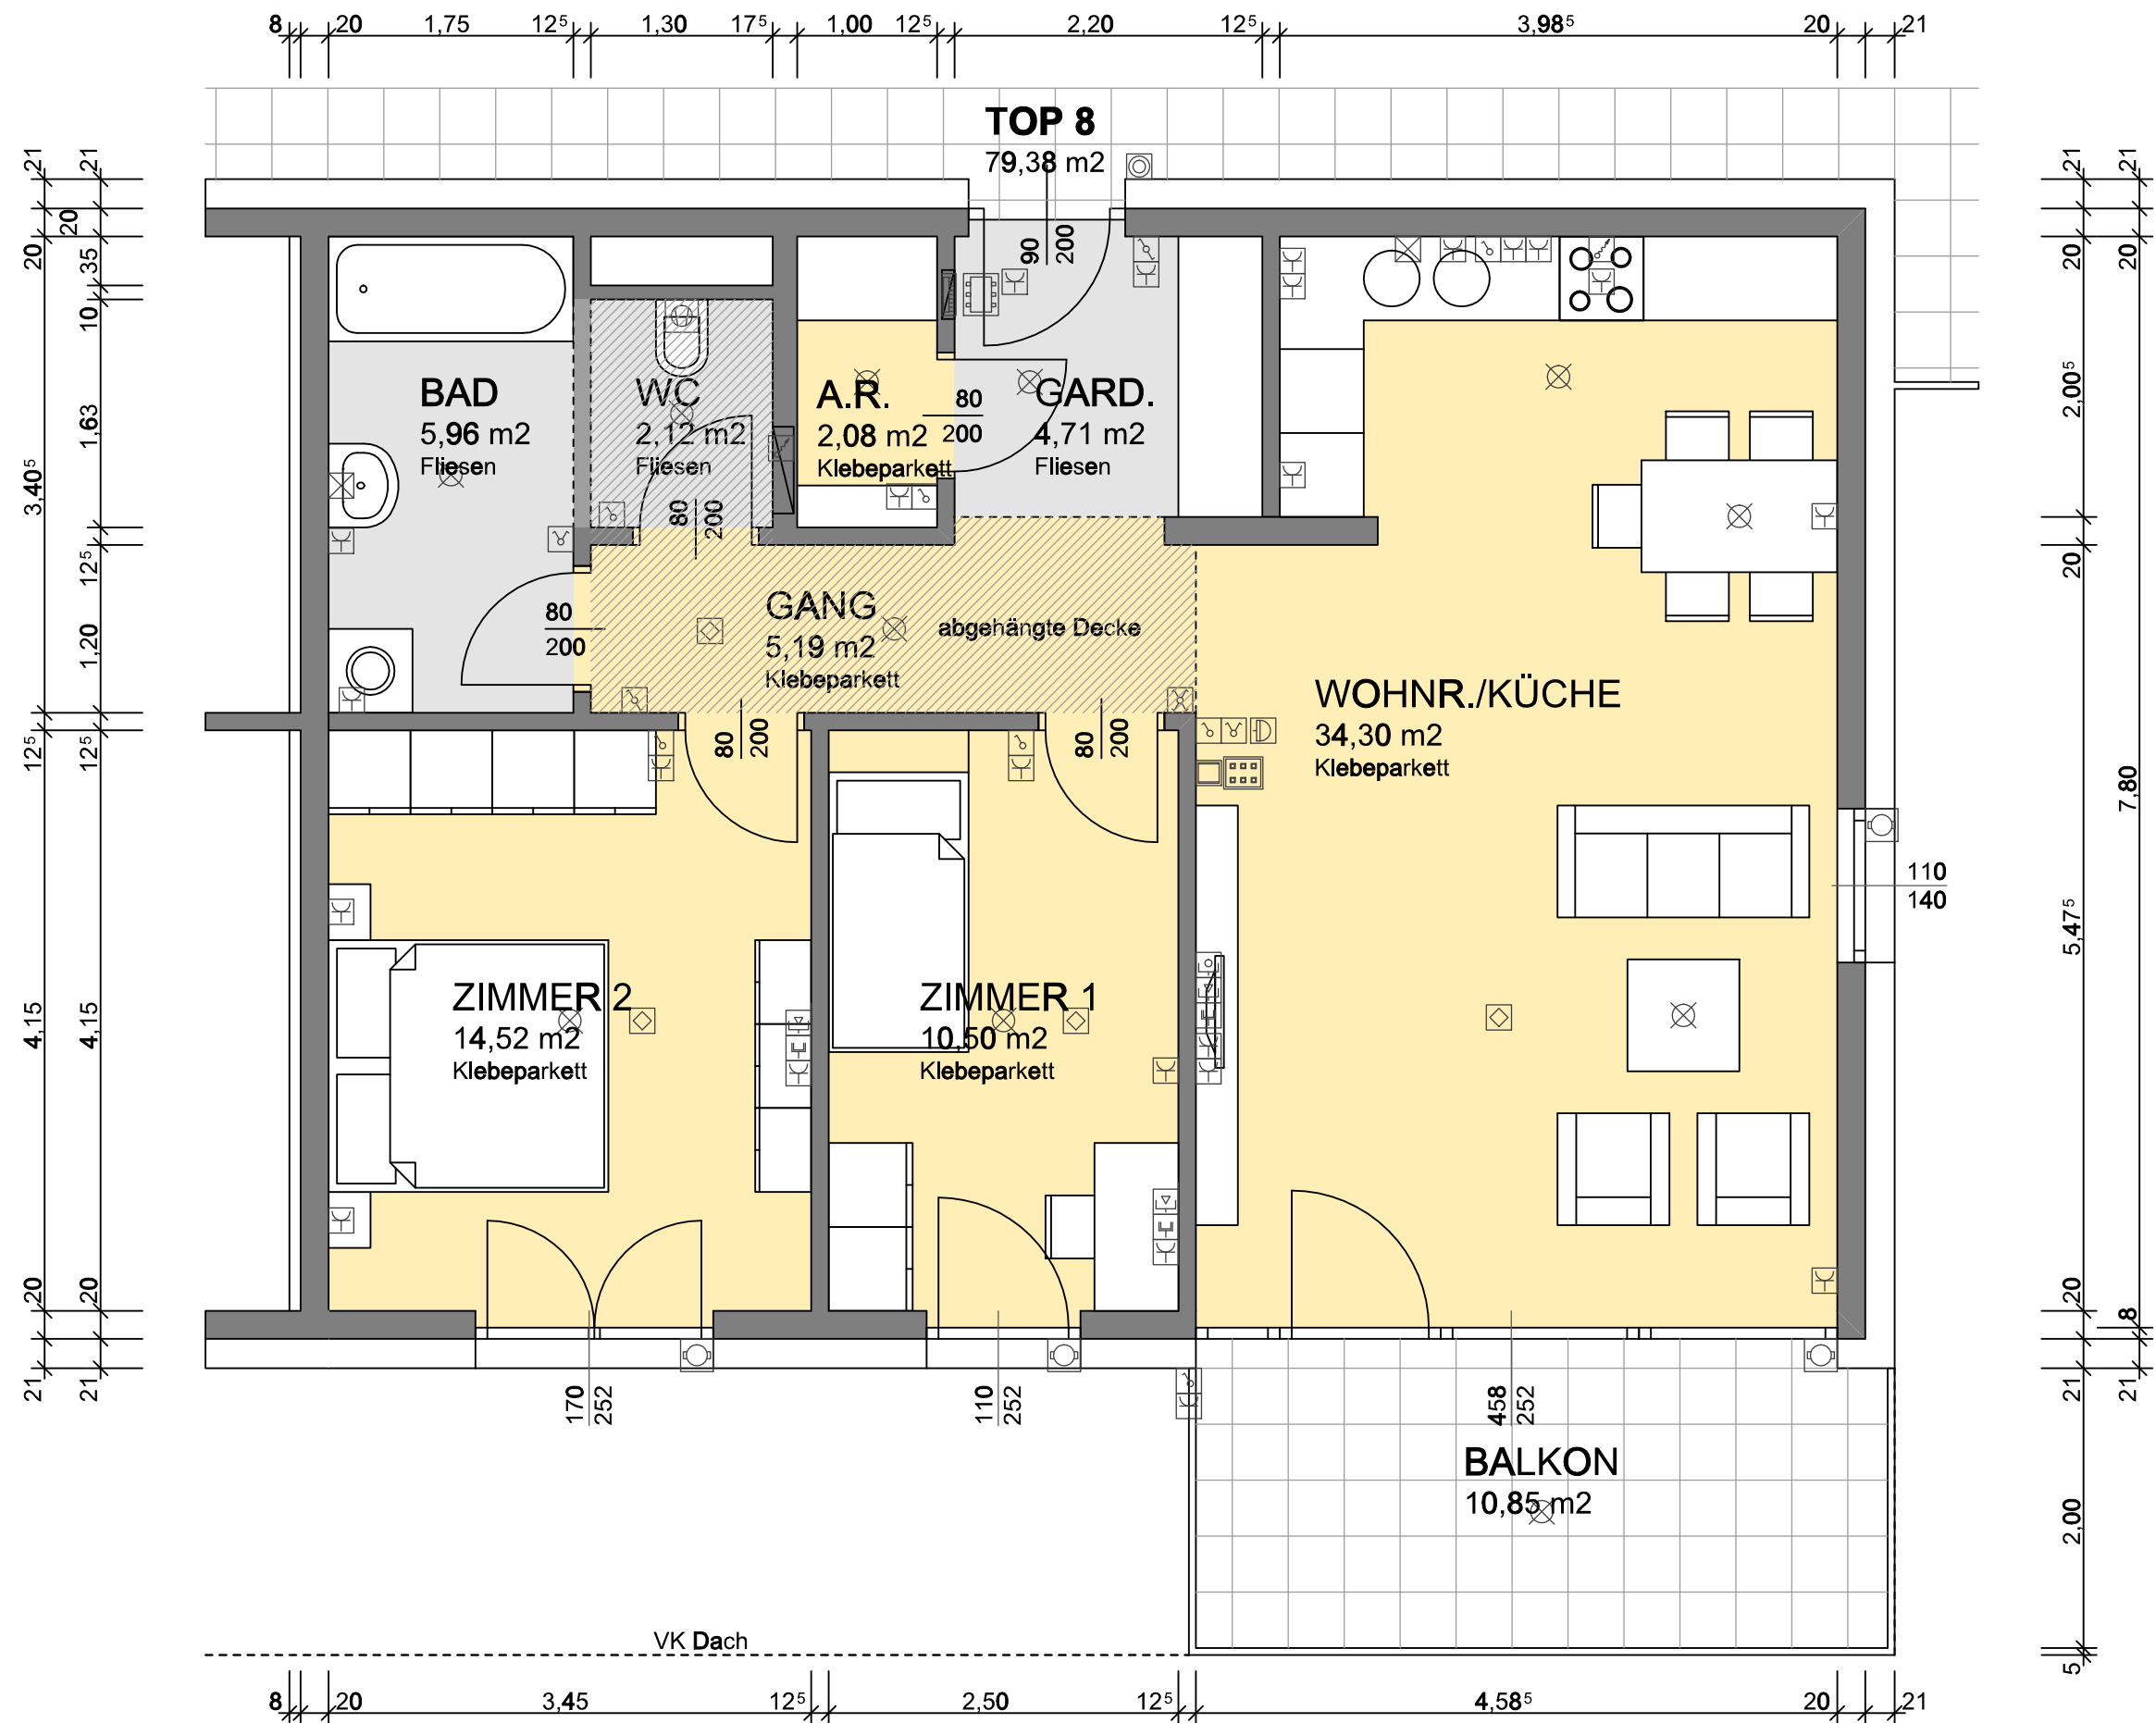 8 20 1,75 12⁵ 1,30 17⁵ 1,00 12⁵ 2,20 12⁵ 3,98⁵ 20 21
TOP 8
79,38 m2
90
200
BAD
5,96 m2
Fliesen
WC
2,12 m2
Fliesen
80
200
A.R.
2,08 m2
Klebeparkett
80
200
GARD.
4,71 m2
Fliesen
80
200
GANG
5,19 m2
Klebeparkett
abgehängte Decke
80
200
80
200
WOHNR./KÜCHE
34,30 m2
Klebeparkett
110
140
ZIMMER 2
14,52 m2
Klebeparkett
ZIMMER 1
10,50 m2
Klebeparkett
170
252
110
252
458
252
BALKON
10,85 m2
VK Dach
21 20 3,40⁵ 12⁵ 4,15 20 21
21 20 35 10 1,63 12⁵ 1,20 12⁵ 4,15 20 21
21 20 2,00⁵ 20 5,47⁵ 20 21 2,00 5
21 20 7,80 8 21
8 20 3,45 12⁵ 2,50 12⁵ 4,58⁵ 20 21